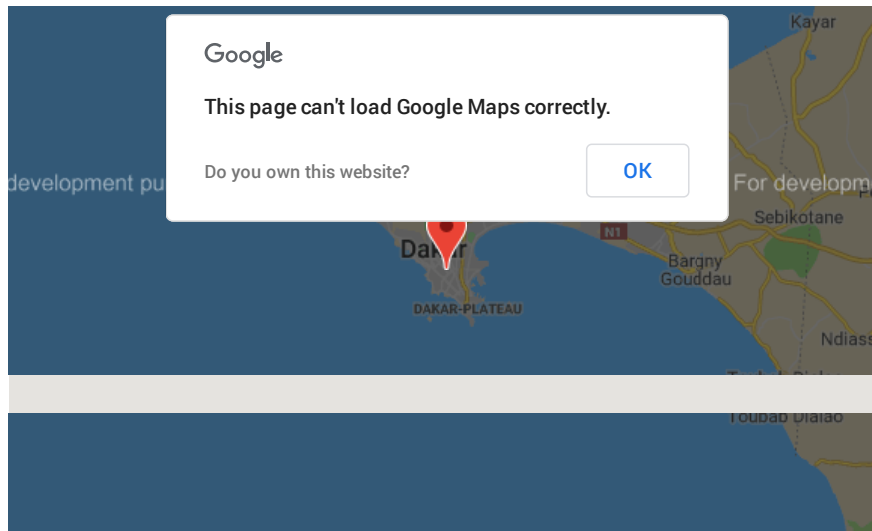 Kayar
Google
This page can't load Google Maps correctly.
Do you own this website?
OK
development pu
For developm
Sebikotane
N1
Dakar
Bargny
Gouddau
DAKAR-PLATEAU
Ndiass
Toubab Dialao